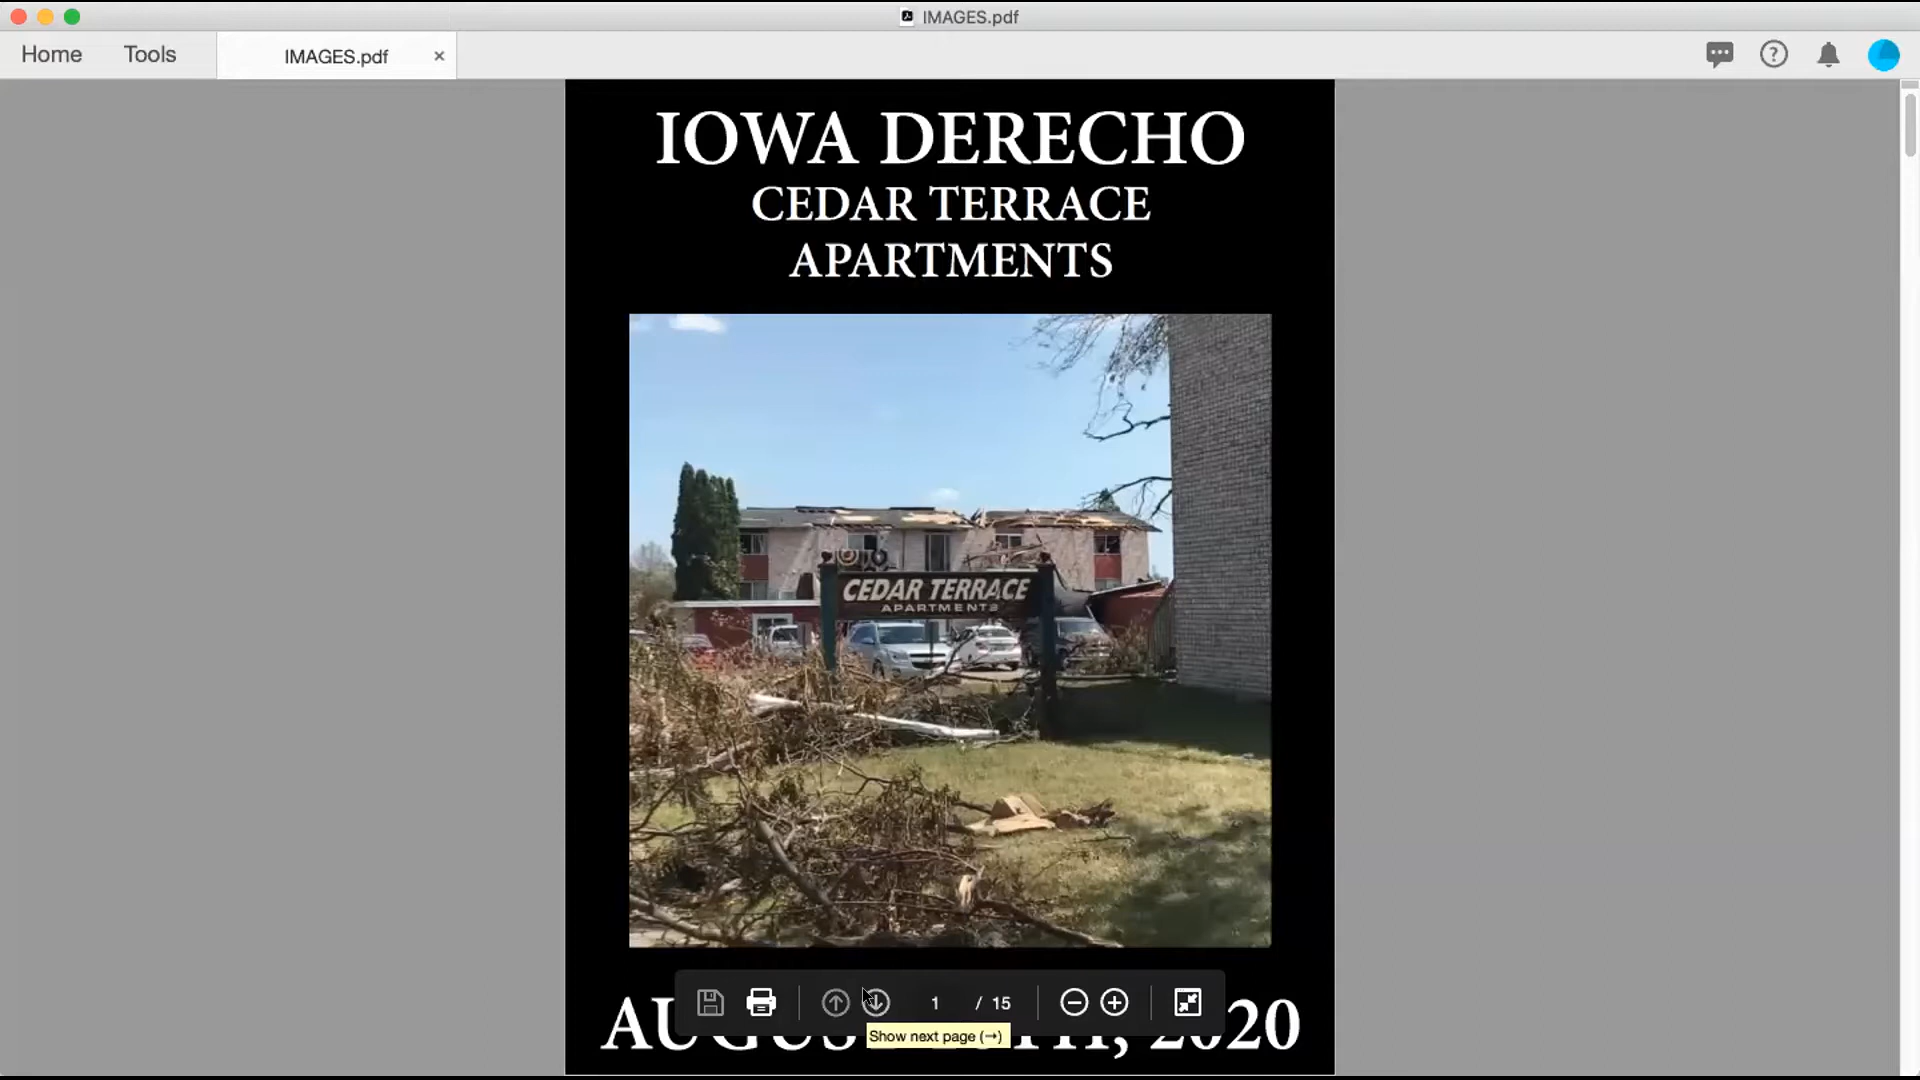 IMAGES.pdf
Home
Tools
IMAGES.pdf
IOWA DERECHO
CEDAR TERRACE
APARTMENTS
CEDAR TERRACE
APARTMENTS
1 / 15
2020
Show next page (→)